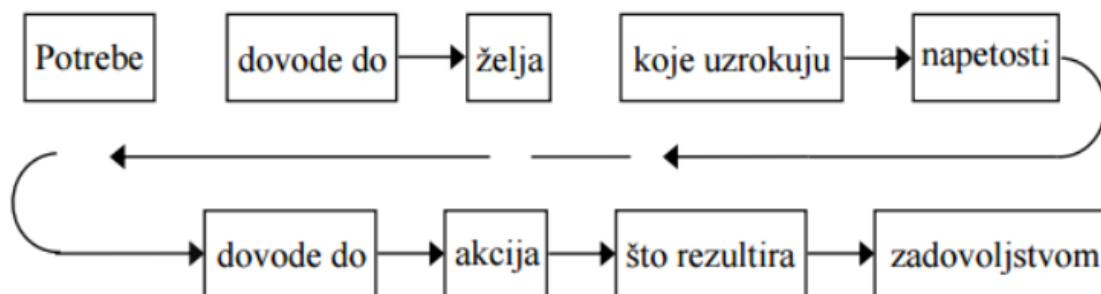 Potrebe dovode do želja koje uzrokuju napetosti
dovode do akcija što rezultira zadovoljstvom